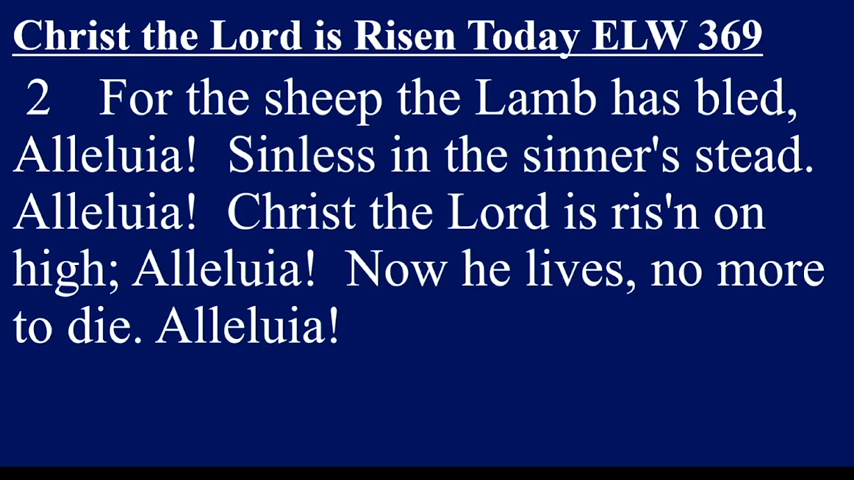 Christ the Lord is Risen Today ELW 369
2 For the sheep the Lamb has bled,
Alleluia! Sinless in the sinner's stead.
Alleluia! Christ the Lord is ris'n on
high; Alleluia! Now he lives, no more
to die. Alleluia!